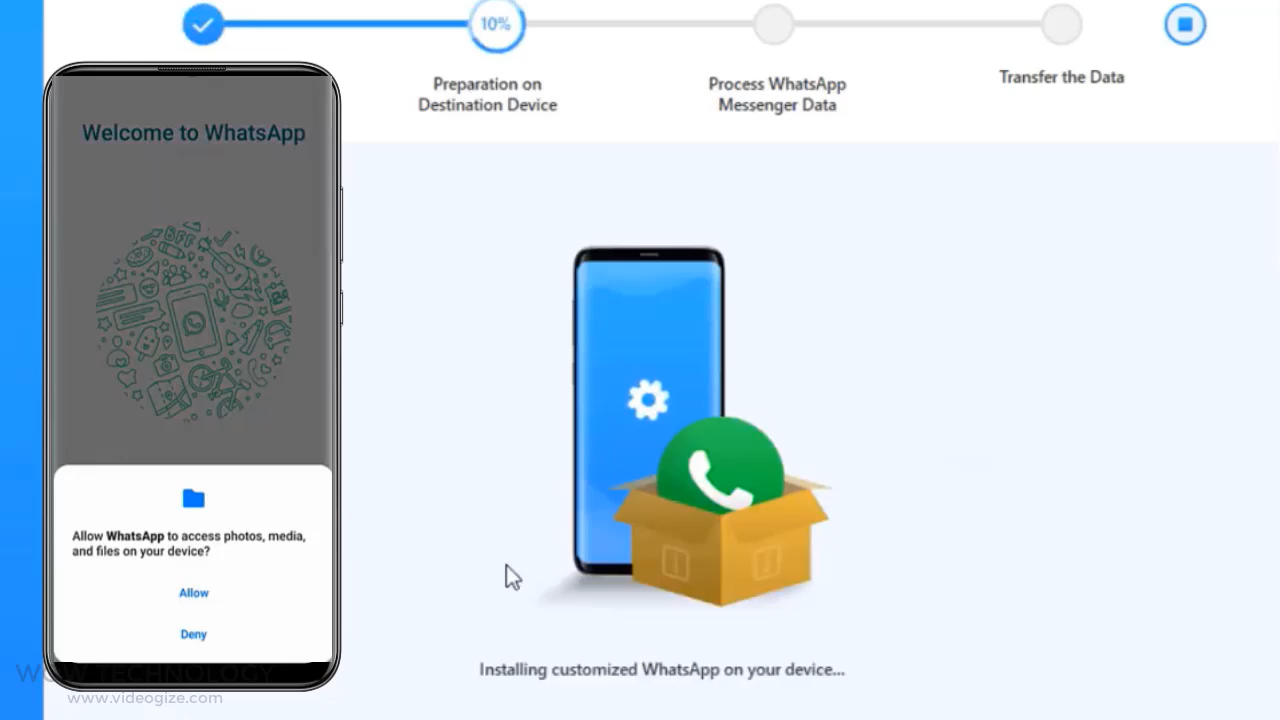 10%
Preparation on
Destination Device
Process WhatsApp
Messenger Data
Transfer the Data
Welcome to WhatsApp
Allow WhatsApp to access photos, media,
and files on your device?
Allow
Deny
Installing customized WhatsApp on your device...
WOW TECHNOLOGY
www.videogize.com